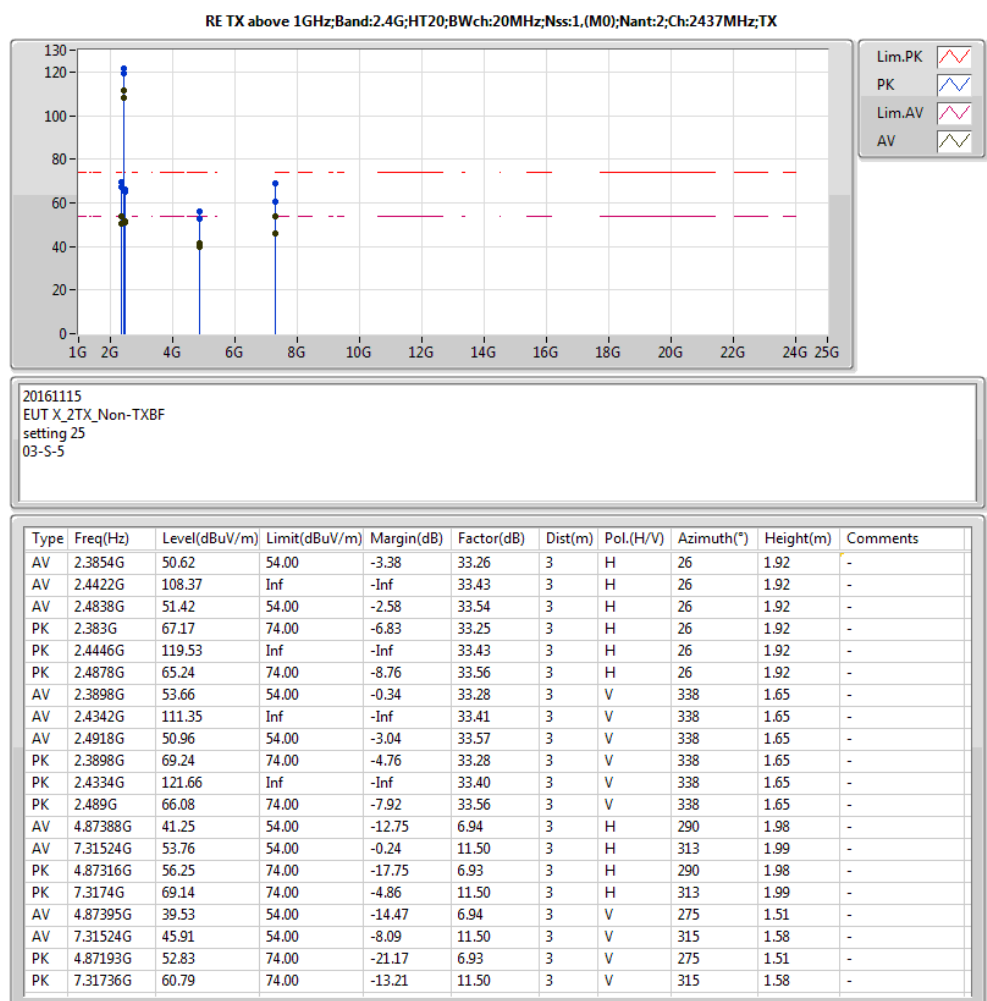 RE TX above 1GHz;Band:2.4G;HT20;BWch:20MHz;Nss:1,(M0);Nant:2;Ch:2437MHz;TX
130
120
100
80
60
40
20
0
1G 2G 4G 6G 8G 10G 12G 14G 16G 18G 20G 22G 24G 25G
Lim.PK
PK
Lim.AV
AV
20161115
EUT X_2TX_Non-TXBF
setting 25
03-S-5
Type Freq(Hz) Level(dBuV/m) Limit(dBuV/m) Margin(dB) Factor(dB) Dist(m) Pol.(H/V) Azimuth(°) Height(m) Comments
AV 2.3854G 50.62 54.00 -3.38 33.26 3 H 26 1.92 -
AV 2.4422G 108.37 Inf -Inf 33.43 3 H 26 1.92 -
AV 2.4838G 51.42 54.00 -2.58 33.54 3 H 26 1.92 -
PK 2.383G 67.17 74.00 -6.83 33.25 3 H 26 1.92 -
PK 2.4446G 119.53 Inf -Inf 33.43 3 H 26 1.92 -
PK 2.4878G 65.24 74.00 -8.76 33.56 3 H 26 1.92 -
AV 2.3898G 53.66 54.00 -0.34 33.28 3 V 338 1.65 -
AV 2.4342G 111.35 Inf -Inf 33.41 3 V 338 1.65 -
AV 2.4918G 50.96 54.00 -3.04 33.57 3 V 338 1.65 -
PK 2.3898G 69.24 74.00 -4.76 33.28 3 V 338 1.65 -
PK 2.4334G 121.66 Inf -Inf 33.40 3 V 338 1.65 -
PK 2.489G 66.08 74.00 -7.92 33.56 3 V 338 1.65 -
AV 4.87388G 41.25 54.00 -12.75 6.94 3 H 290 1.98 -
AV 7.31524G 53.76 54.00 -0.24 11.50 3 H 313 1.99 -
PK 4.87316G 56.25 74.00 -17.75 6.93 3 H 290 1.98 -
PK 7.3174G 69.14 74.00 -4.86 11.50 3 H 313 1.99 -
AV 4.87395G 39.53 54.00 -14.47 6.94 3 V 275 1.51 -
AV 7.31524G 45.91 54.00 -8.09 11.50 3 V 315 1.58 -
PK 4.87193G 52.83 74.00 -21.17 6.93 3 V 275 1.51 -
PK 7.31736G 60.79 74.00 -13.21 11.50 3 V 315 1.58 -